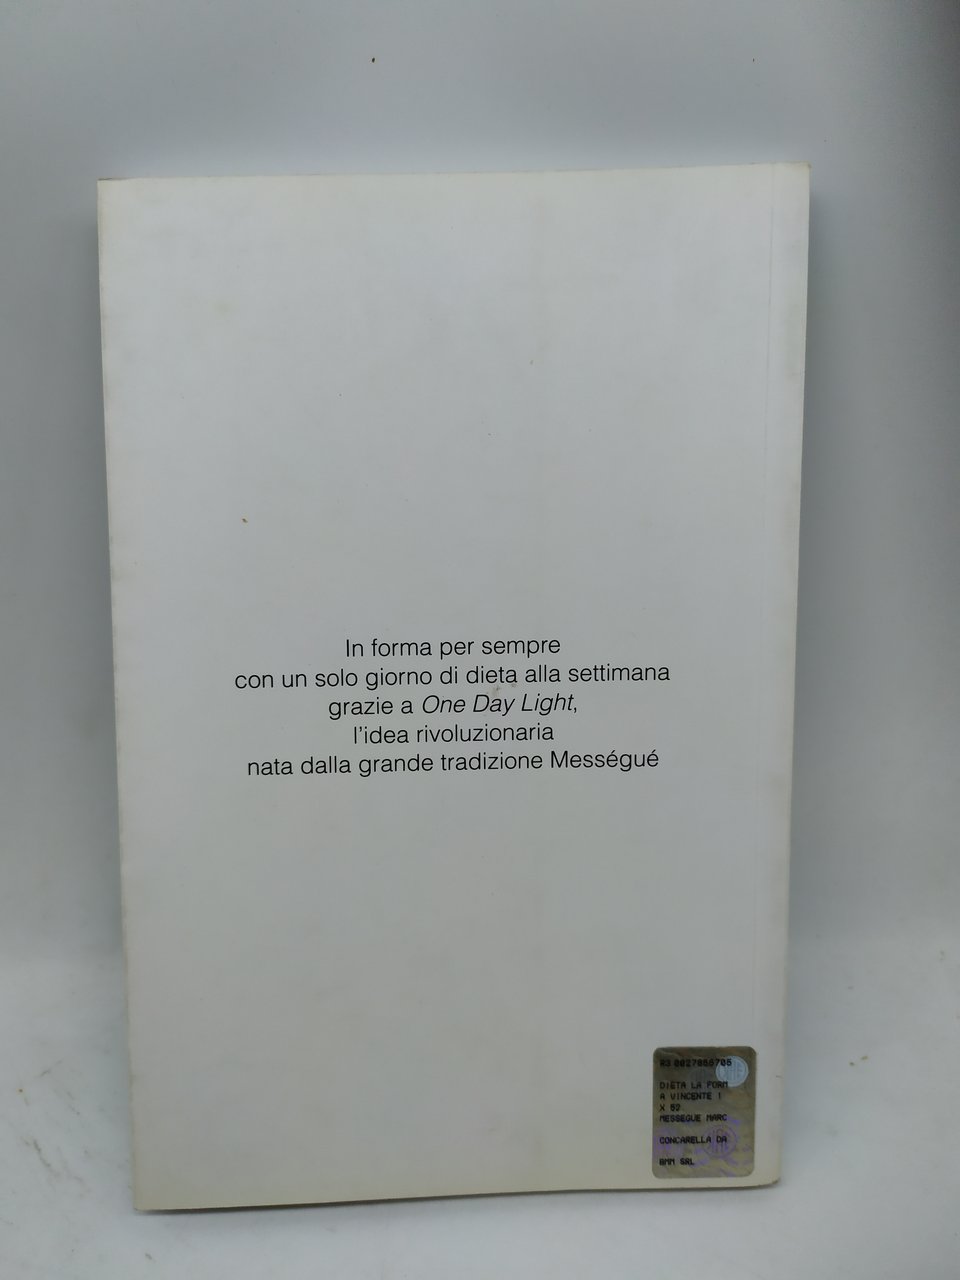 In forma per sempre
con un solo giorno di dieta alla settimana
grazie a One Day Light,
l'idea rivoluzionaria
nata dalla grande tradizione Mességué
DIETA LA FORM
A VINCENTE 1
X 52
MESSEGUE MARC
CONCARELLA DA
BMM SRL